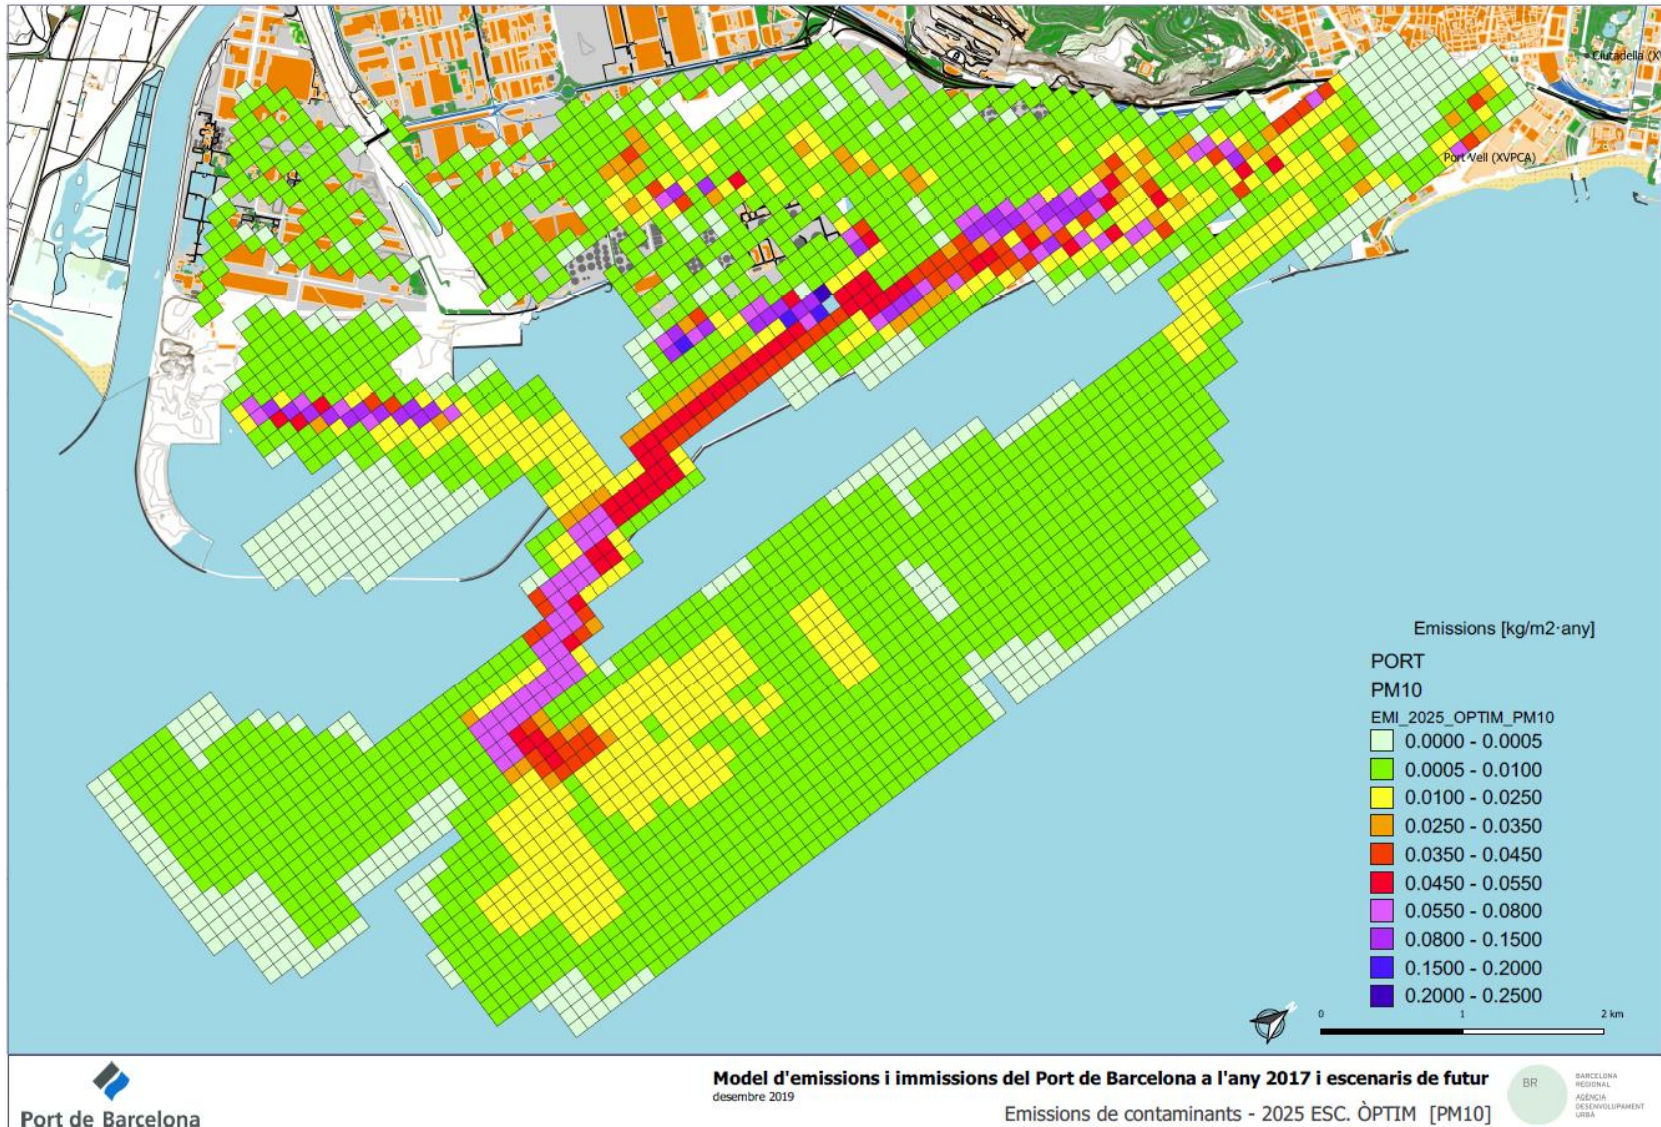 Ciutadella (XV
Port Vell (XVPCA)
Emissions [kg/m2·any]
PORT
PM10
EMI_2025_OPTIM_PM10
0.0000 - 0.0005
0.0005 - 0.0100
0.0100 - 0.0250
0.0250 - 0.0350
0.0350 - 0.0450
0.0450 - 0.0550
0.0550 - 0.0800
0.0800 - 0.1500
0.1500 - 0.2000
0.2000 - 0.2500
N
0 1 2 km
Port de Barcelona
Model d'emissions i immissions del Port de Barcelona a l'any 2017 i escenaris de futur
desembre 2019
Emissions de contaminants - 2025 ESC. ÒPTIM [PM10]
BR
BARCELONA
REGIONAL
AGÈNCIA
DESENVOLUPAMENT
URBÀ